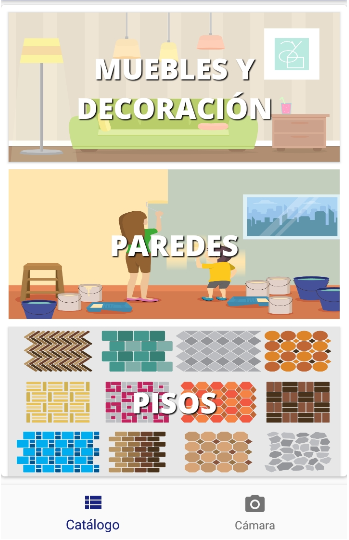 MUEBLES Y
DECORACIÓN
PAREDES
PISOS
Catálogo
Cámara